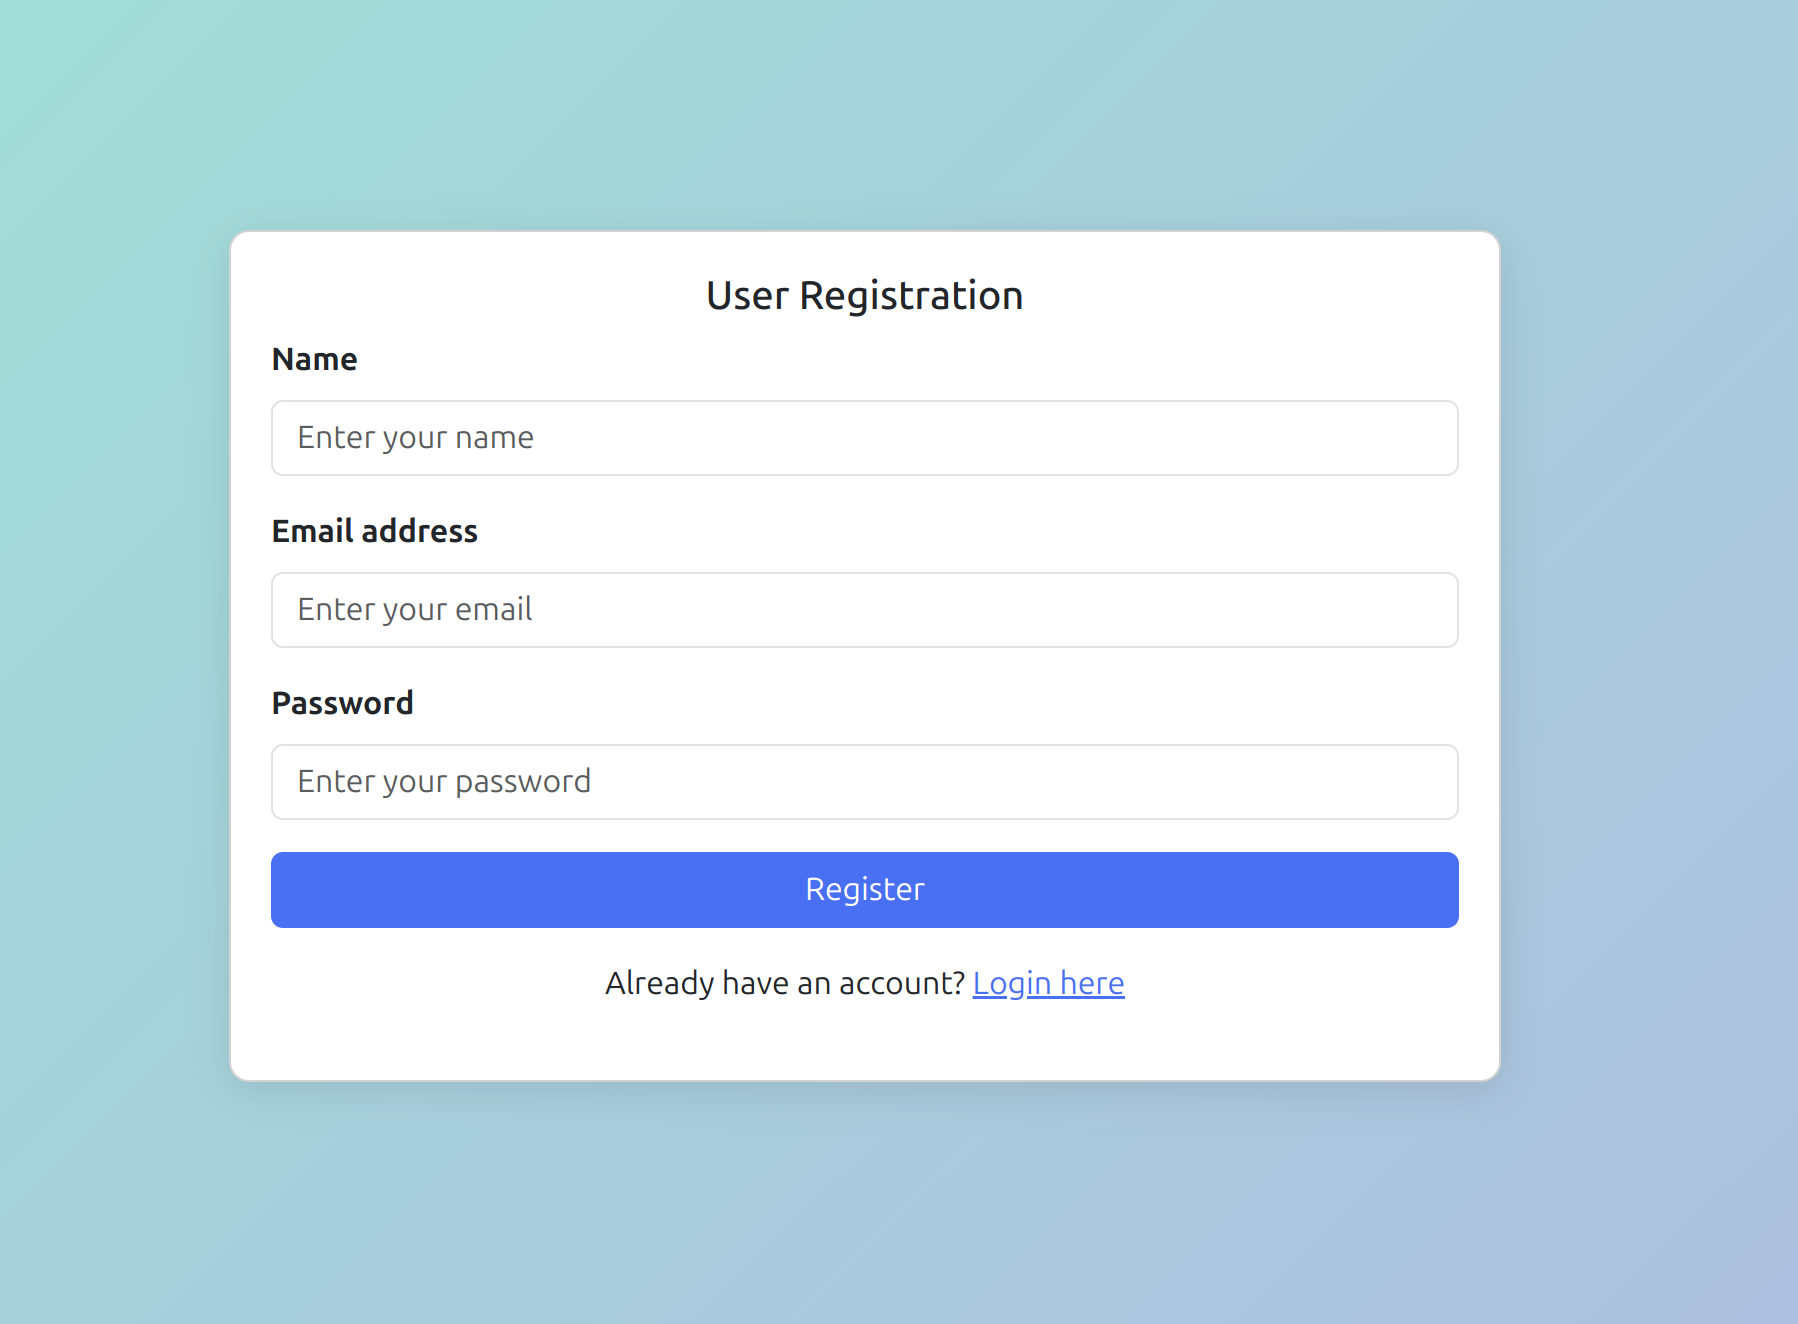 User Registration
Name
Enter your name
Email address
Enter your email
Password
Enter your password
Register
Already have an account? Login here